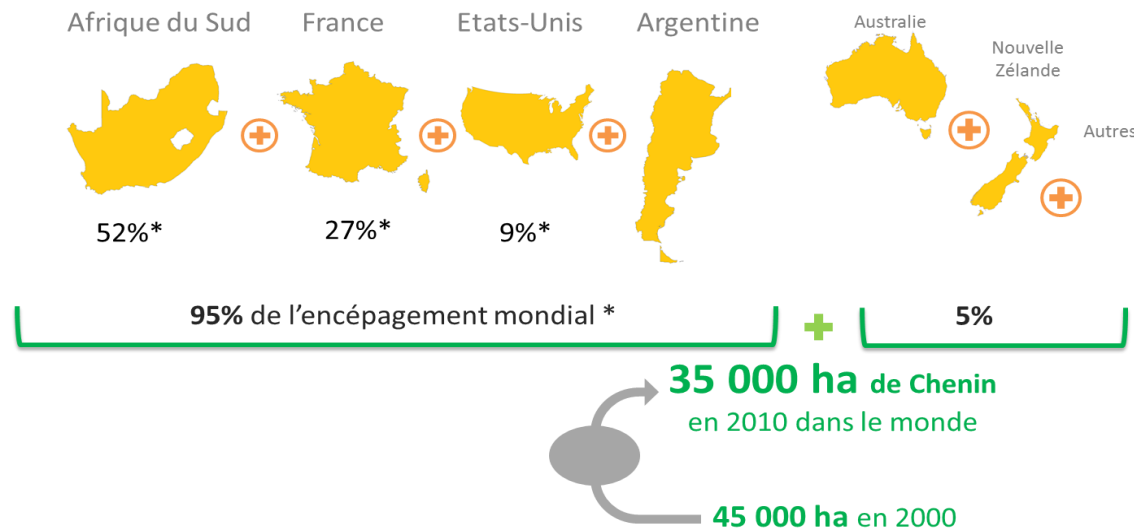 Afrique du Sud
France
Etats-Unis
Argentine
Australie
Nouvelle
Zélande
Autres
52%*
27%*
9%*
95% de l’encépagement mondial *
5%
35 000 ha de Chenin
en 2010 dans le monde
45 000 ha en 2000